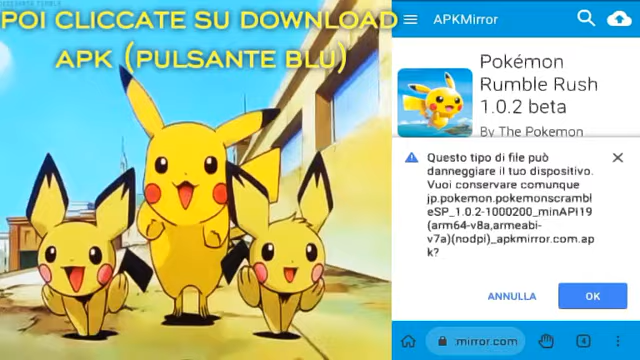 POI CLICCATE SU DOWNLOAD
APK (PULSANTE BLU)
APKMirror
Pokémon
Rumble Rush
1.0.2 beta
By The Pokemon
Questo tipo di file può
danneggiare il tuo dispositivo.
Vuoi conservare comunque
jp.pokemon.pokemonscrambl
eSP_1.0.2-1000200_minAPI19
(arm64-v8a,armeabi-
v7a)(nodpi)_apkmirror.com.ap
k?
ANNULLA
OK
mirror.com
4